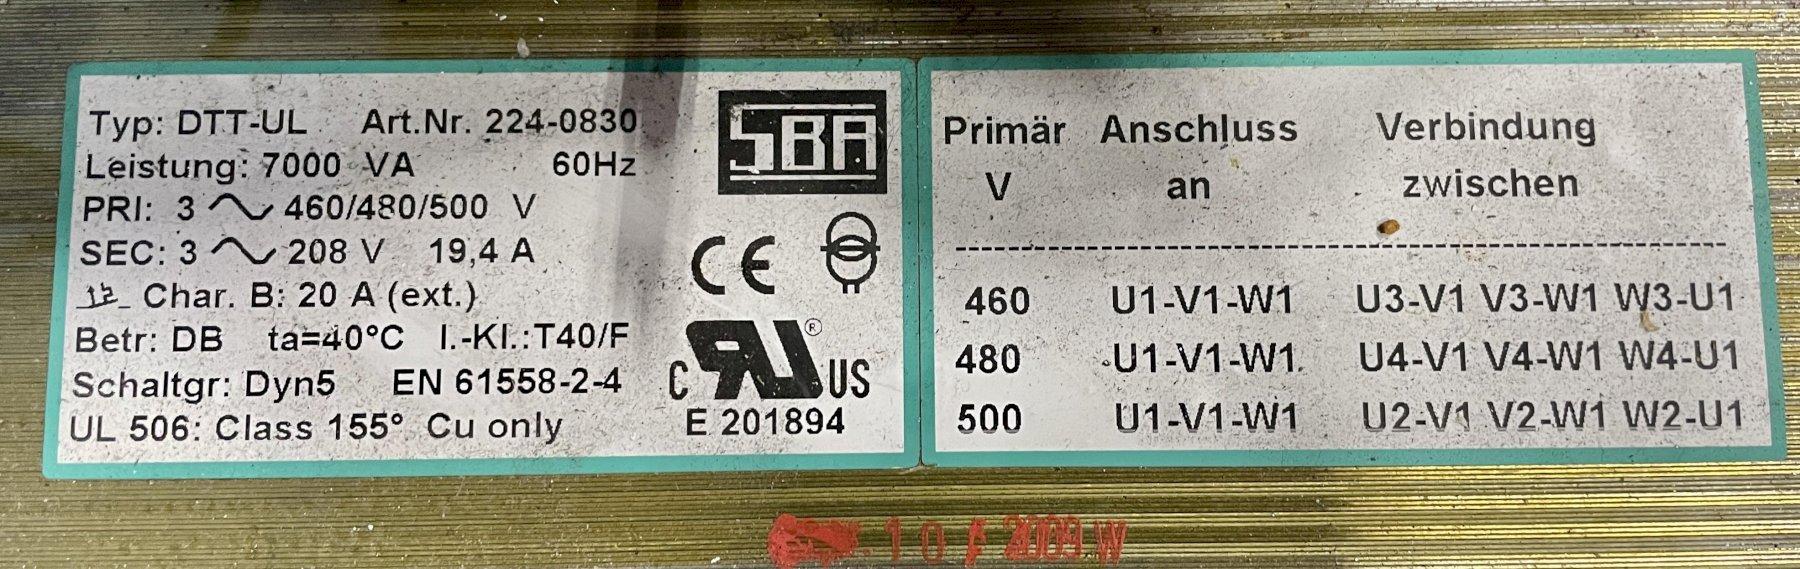 Typ: DTT-UL Art.Nr. 224-0830
Leistung: 7000 VA 60Hz
PRI: 3 460/480/500 V
SEC: 3 208 V 19,4 A
Char. B: 20 A (ext.)
Betr: DB ta=40°C I.-Kl.:T40/F
Schaltgr: Dyn5 EN 61558-2-4
UL 506: Class 155° Cu only
SBA
CE
C RU® US
E 201894
Primär Anschluss Verbindung
V an zwischen
460 U1-V1-W1 U3-V1 V3-W1 W3-U1
480 U1-V1-W1 U4-V1 V4-W1 W4-U1
500 U1-V1-W1 U2-V1 V2-W1 W2-U1
10 / 2009 W